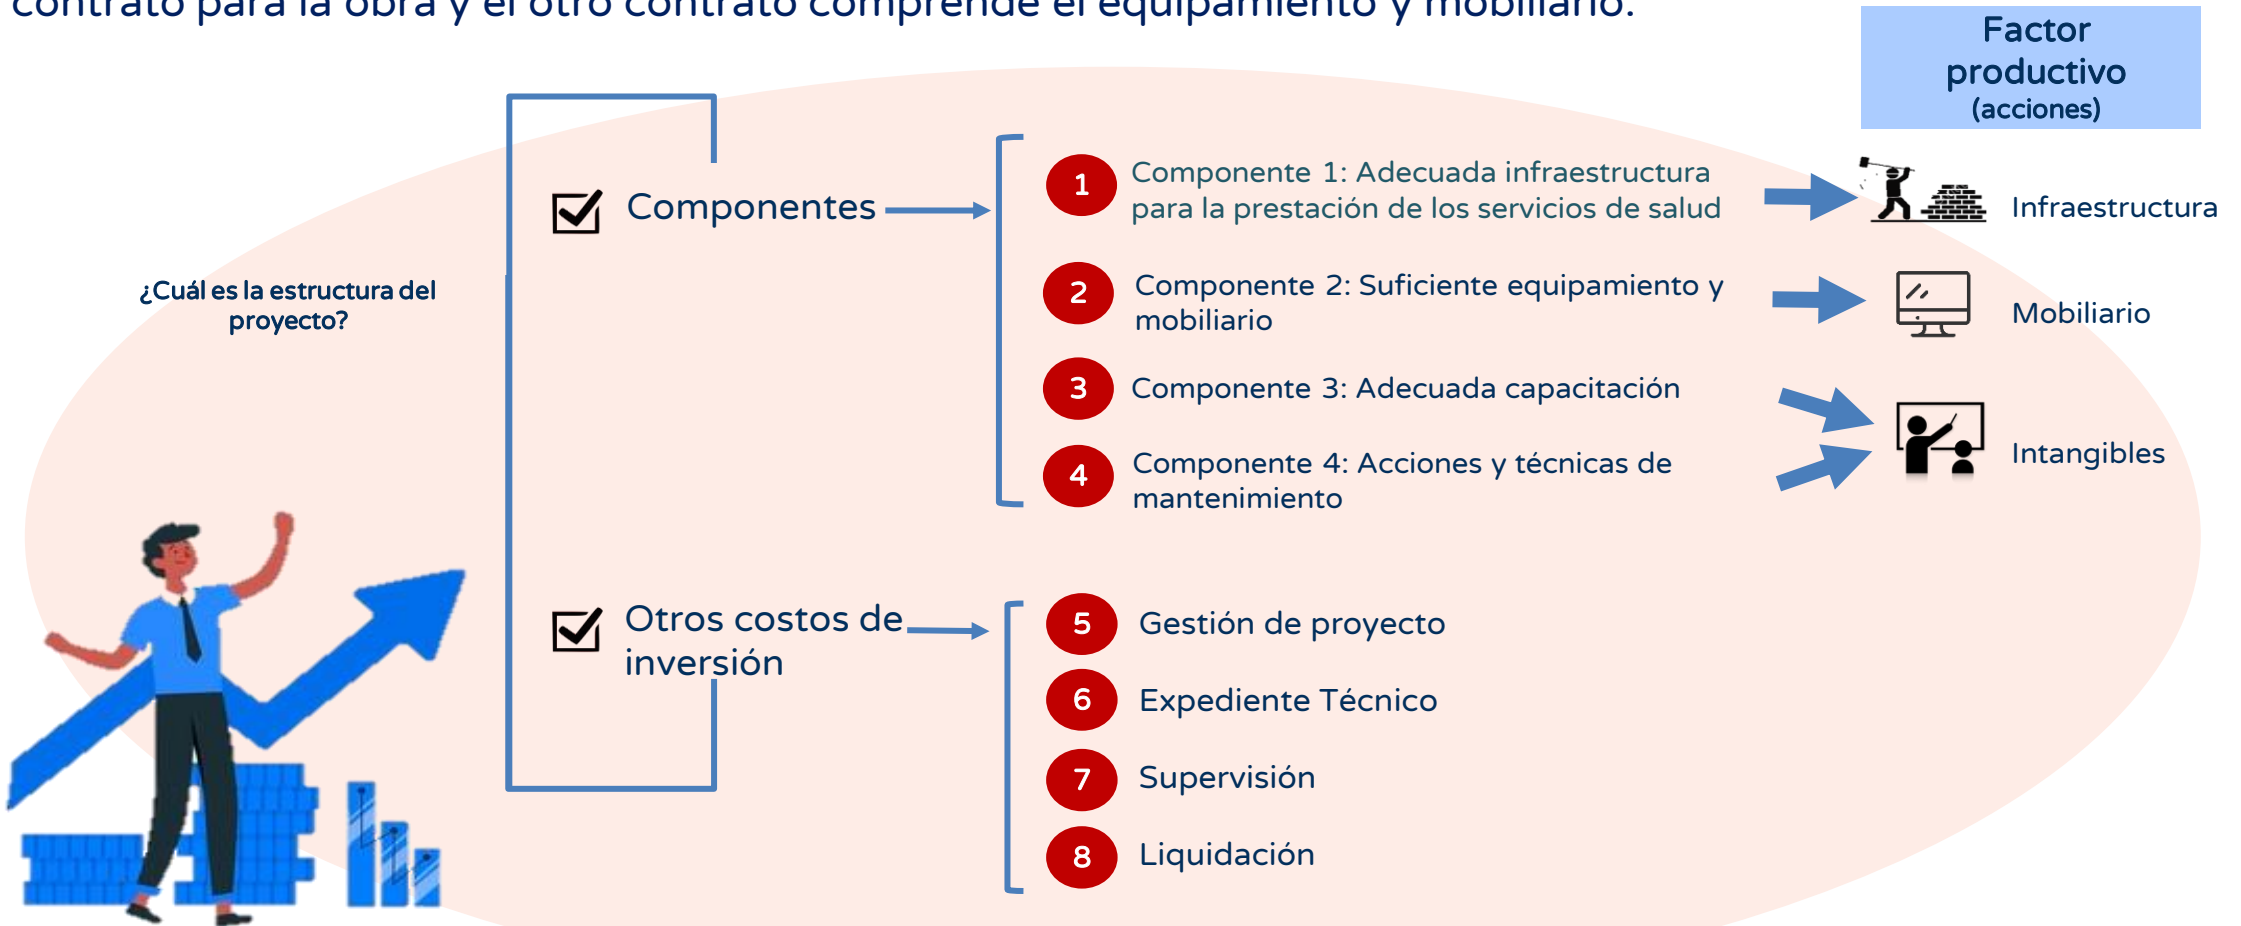 contrato para la obra y el otro contrato comprende el equipamiento y mobiliario.
Factor
productivo
(acciones)
¿Cuál es la estructura del
proyecto?
Componentes
1
Componente 1: Adecuada infraestructura
para la prestación de los servicios de salud
Infraestructura
2
Componente 2: Suficiente equipamiento y
mobiliario
Mobiliario
3
Componente 3: Adecuada capacitación
4
Componente 4: Acciones y técnicas de
mantenimiento
Intangibles
Otros costos de
inversión
5
Gestión de proyecto
6
Expediente Técnico
7
Supervisión
8
Liquidación